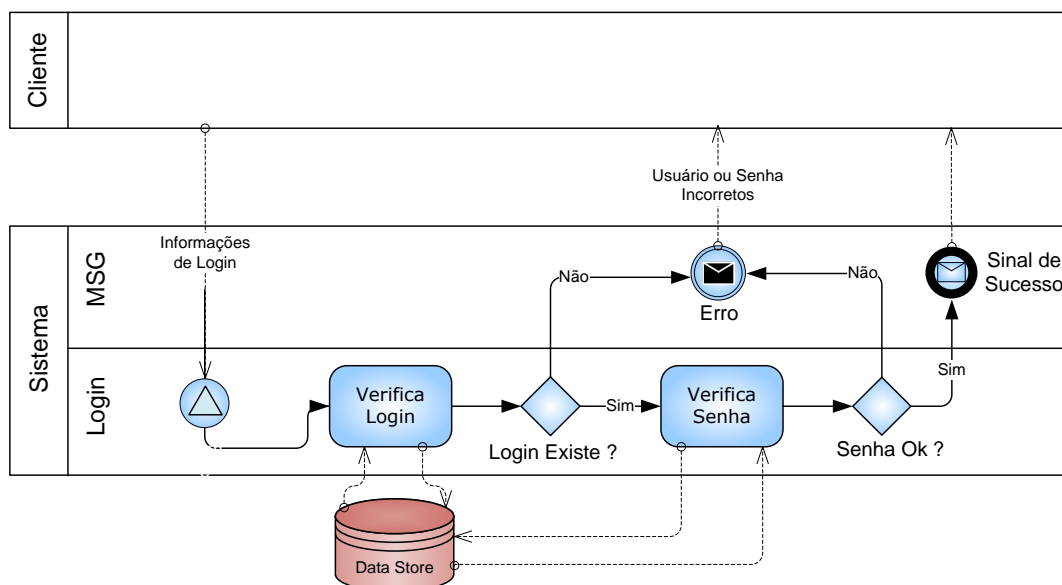 Cliente
Usuário ou Senha
Incorretos
Informações
de Login
Sistema
MSG
Não
Erro
Não
Sinal de
Sucesso
Login
Verifica
Login
Login Existe ?
Sim
Verifica
Senha
Senha Ok ?
Sim
Data Store